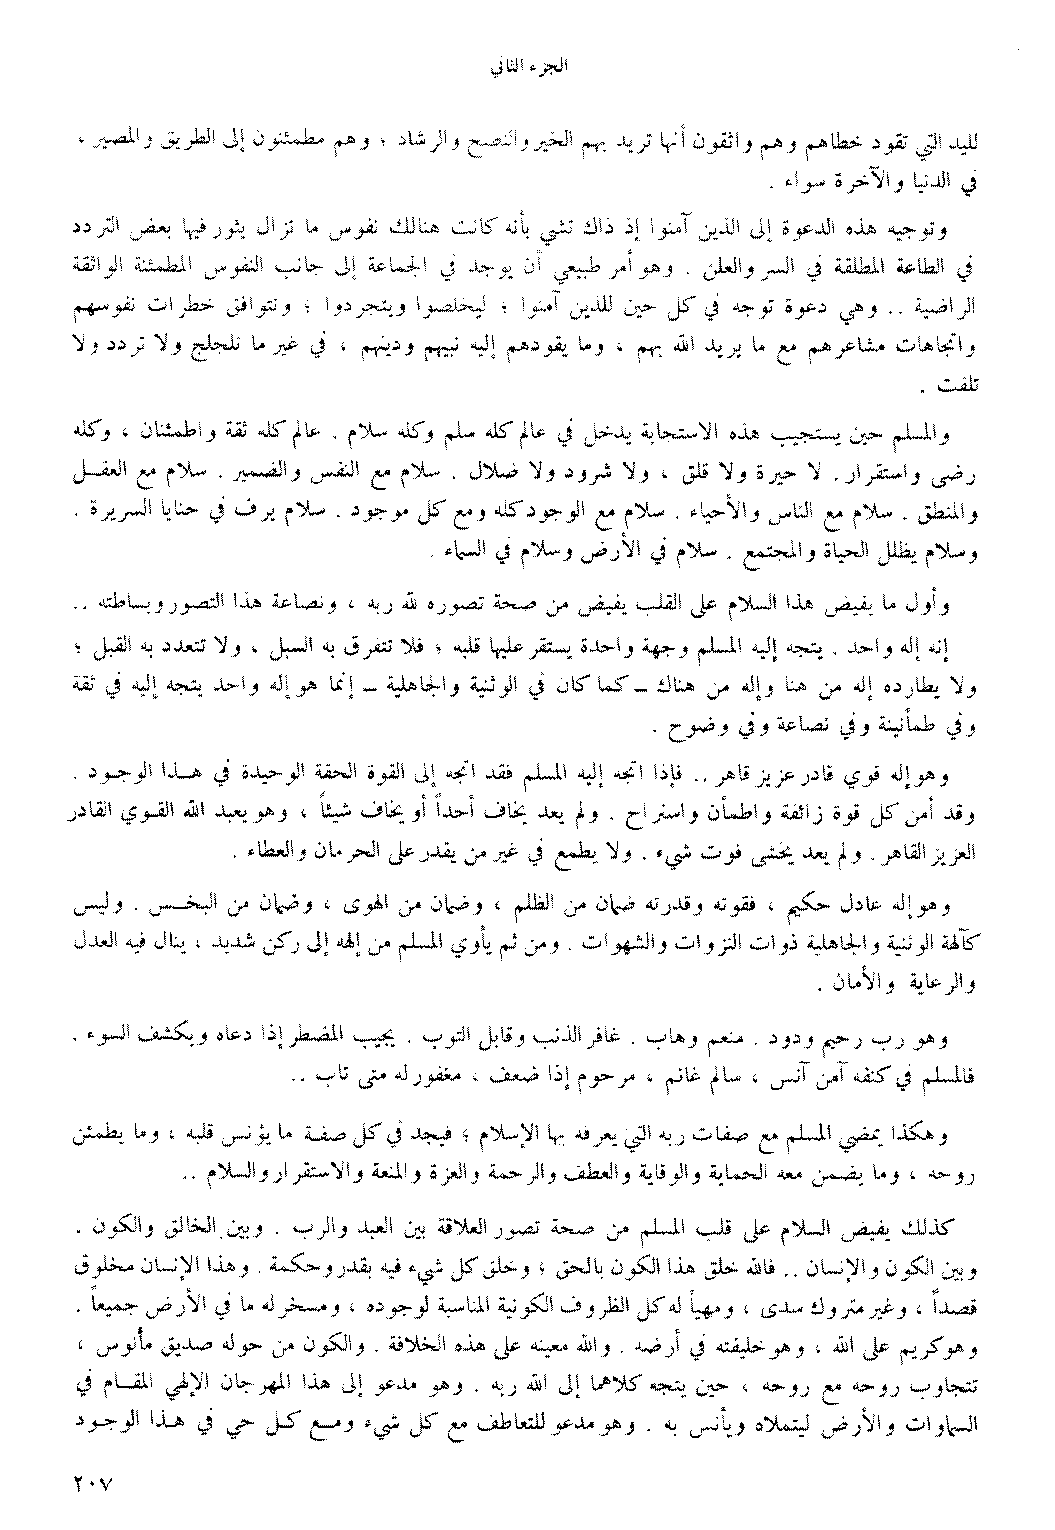 الجزء الثاني
لليد التي تقود خطاهم وهم واثقون أنها تريد بهم الخير والنصح والرشاد ؛ وهم مطمئنون إلى الطريق والمصير ،
في الدنيا والآخرة سواء .
وتوجيه هذه الدعوة إلى الذين آمنوا إذ ذاك تشي بأنه كانت هنالك نفوس ما تزال يثور فيها بعض التردد
في الطاعة المطلقة في السر والعلن . وهو أمر طبيعي أن يوجد في الجماعة إلى جانب النفوس المطمئنة الواثقة
الراضية .. وهي دعوة توجه في كل حين للذين آمنوا ؛ ليخلصوا ويتجردوا ؛ وتتوافق خطرات نفوسهم
واتجاهات مشاعرهم مع ما يريد الله بهم ، وما يقودهم إليه نبيهم ودينهم ، في غير ما تلجلج ولا تردد ولا
تلفت .
والمسلم حين يستجيب هذه الاستجابة يدخل في عالم كله سلم وكله سلام . عالم كله ثقة واطمئنان ، وكله
رضى واستقرار . لا حيرة ولا قلق ، ولا شرود ولا ضلال . سلام مع النفس والضمير . سلام مع العقل
والمنطق . سلام مع الناس والأحياء . سلام مع الوجود كله ومع كل موجود . سلام يرف في حنايا السريرة .
وسلام يظلل الحياة والمجتمع . سلام في الأرض وسلام في السماء .
وأول ما يفيض هذا السلام على القلب يفيض من صحة تصوره لله ربه ، ونصاعة هذا التصور وبساطته ..
إنه إله واحد . يتجه إليه المسلم وجهة واحدة يستقر عليها قلبه ؛ فلا تتفرق به السبل ، ولا تتعدد به القبل ؛
ولا يطارده إله من هنا وإله من هناك – كما كان في الوثنية والجاهلية – إنما هو إله واحد يتجه إليه في ثقة
وفي طمأنينة وفي نصاعة وفي وضوح .
وهو إله قوي قادر عزيز قاهر .. فإذا اتجه إليه المسلم فقد اتجه إلى القوة الحقة الوحيدة في هذا الوجود .
وقد أمن كل قوة زائفة واطمأن واستراح . ولم يعد يخاف أحداً أو يخاف شيئاً ، وهو يعبد الله القوي القادر
العزيز القاهر . ولم يعد يخشى فوت شيء . ولا يطمع في غير من يقدر على الحرمان والعطاء .
وهو إله عادل حكيم ، فقوته وقدرته ضمان من الظلم ، وضمان من الهوى ، وضمان من البخس . وليس
كآلهة الوثنية والجاهلية ذوات النزوات والشهوات . ومن ثم يأوي المسلم من إلهه إلى ركن شديد ، ينال فيه العدل
والرعاية والأمان .
وهو رب رحيم ودود . منعم وهاب . غافر الذنب وقابل التوب . يجيب المضطر إذا دعاه ويكشف السوء .
فالمسلم في كنفه آمن آنس ، سالم غانم ، مرحوم إذا ضعف ، مغفور له متى تاب ..
وهكذا يمضي المسلم مع صفات ربه التي يعرفه بها الإسلام ؛ فيجد في كل صفة ما يؤنس قلبه ، وما يطمئن
روحه ، وما يضمن معه الحماية والوقاية والعطف والرحمة والعزة والمنعة والاستقرار والسلام ..
كذلك يفيض السلام على قلب المسلم من صحة تصور العلاقة بين العبد والرب . وبين الخالق والكون .
وبين الكون والإنسان .. فالله خلق هذا الكون بالحق ؛ وخلق كل شيء فيه بقدر وحكمة . وهذا الإنسان مخلوق
قصداً ، وغير متروك سدى ، ومهيأ له كل الظروف الكونية المناسبة لوجوده ، ومسخر له ما في الأرض جميعاً .
وهو كريم على الله ، وهو خليفته في أرضه . والله معينه على هذه الخلافة . والكون من حوله صديق مأنوس ،
تتجاوب روحه مع روحه ، حين يتجه كلاهما إلى الله ربه . وهو مدعو إلى هذا المهرجان الإلهي المقام في
السماوات والأرض ليتملاه ويأنس به . وهو مدعو للتعاطف مع كل شيء ومع كل حي في هذا الوجود
٢٠٧